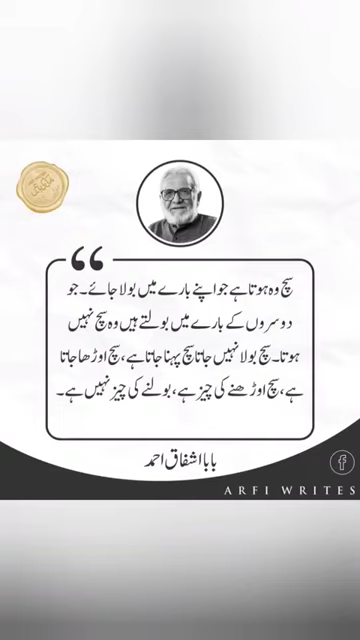 سچ وہ ہوتا ہے جو اپنے بارے میں بولا جائے۔ جو
دوسروں کے بارے میں بولتے ہیں وہ سچ نہیں
ہوتا۔ سچ بولا نہیں جاتا سچ پہنا جاتا ہے، سچ اوڑھا جاتا
ہے، سچ اوڑھنے کی چیز ہے، بولنے کی چیز نہیں ہے۔
بابا اشفاق احمد
ARFI WRITES